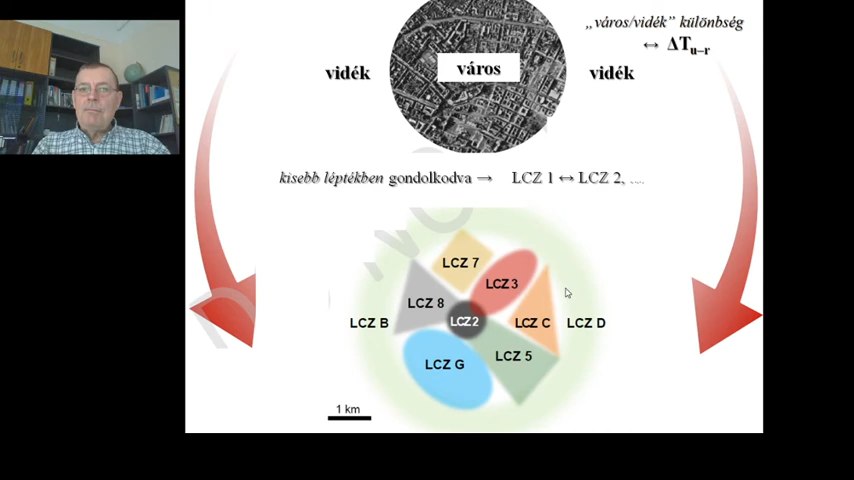 „város/vidék” különbség
↔ ΔTu–r
vidék
város
vidék
kisebb léptékben gondolkodva → LCZ 1 ↔ LCZ 2, ....
LCZ 7
LCZ 3
LCZ 8
LCZ B
LCZ 2
LCZ C
LCZ D
LCZ G
LCZ 5
1 km